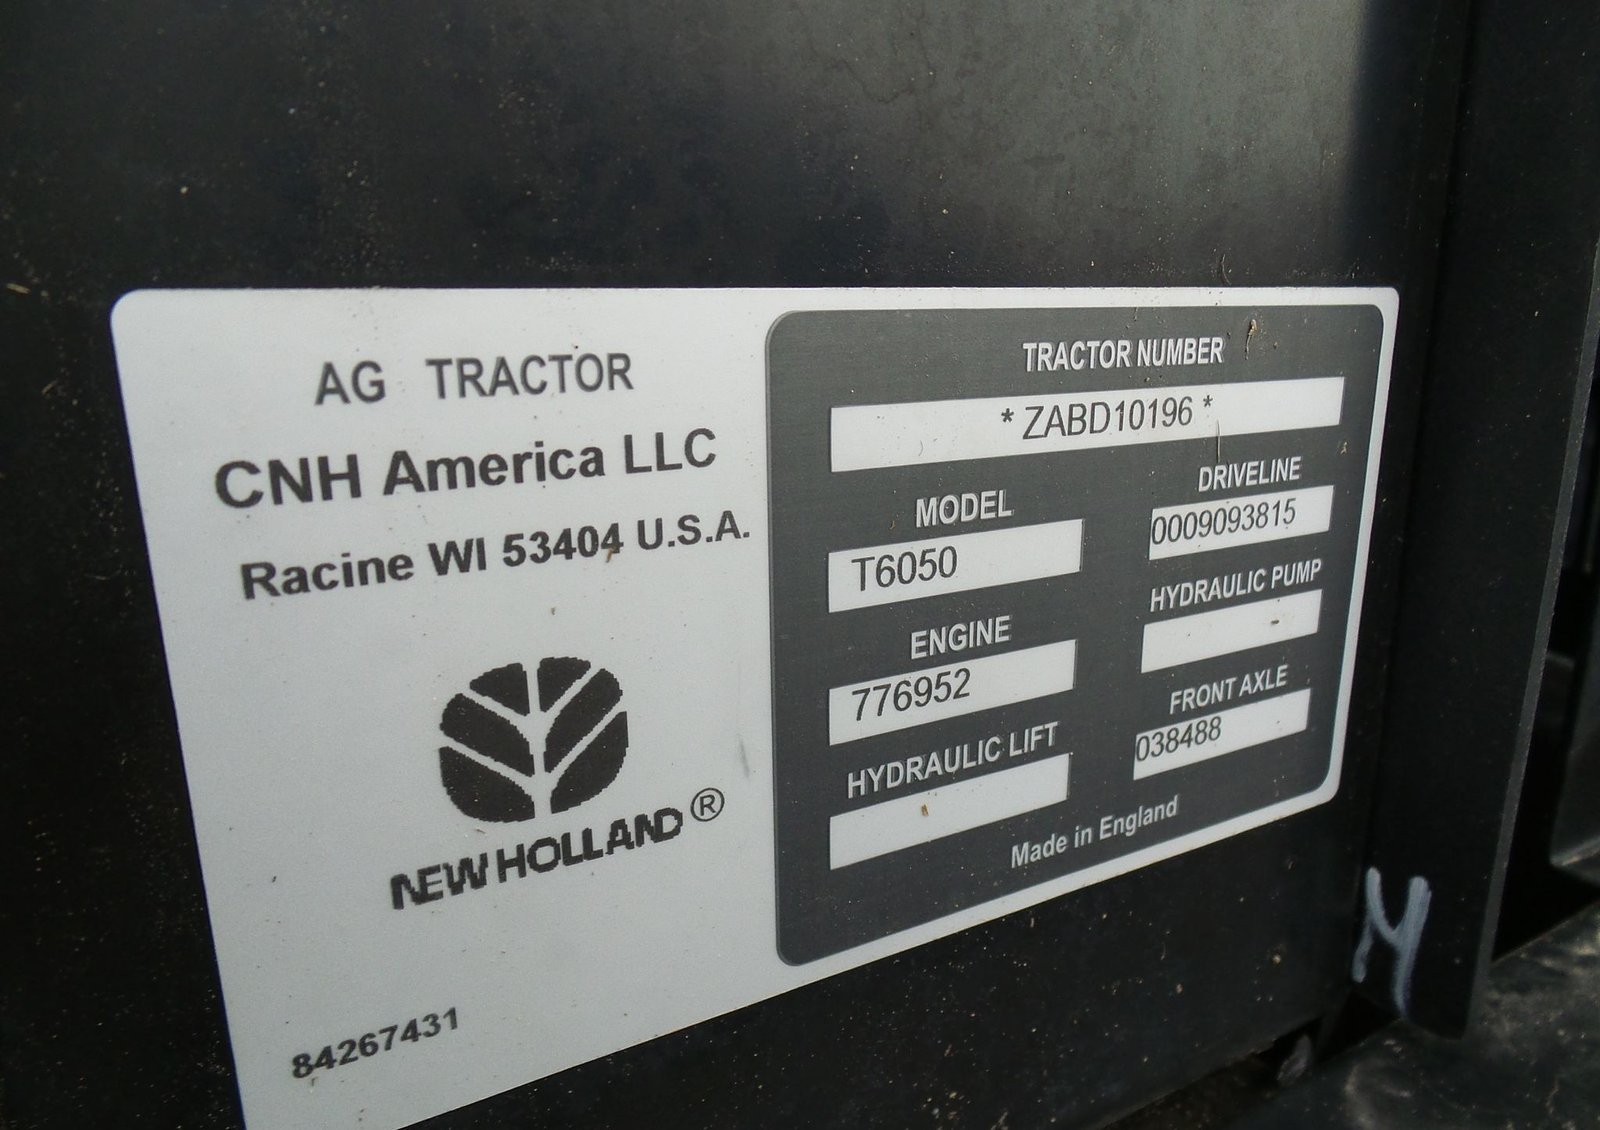 AG TRACTOR
CNH America LLC
Racine WI 53404 U.S.A.
NEW HOLLAND®
84267431
TRACTOR NUMBER
* ZABD10196 *
MODEL
T6050
DRIVELINE
0009093815
ENGINE
776952
HYDRAULIC PUMP
HYDRAULIC LIFT
FRONT AXLE
038488
Made in England